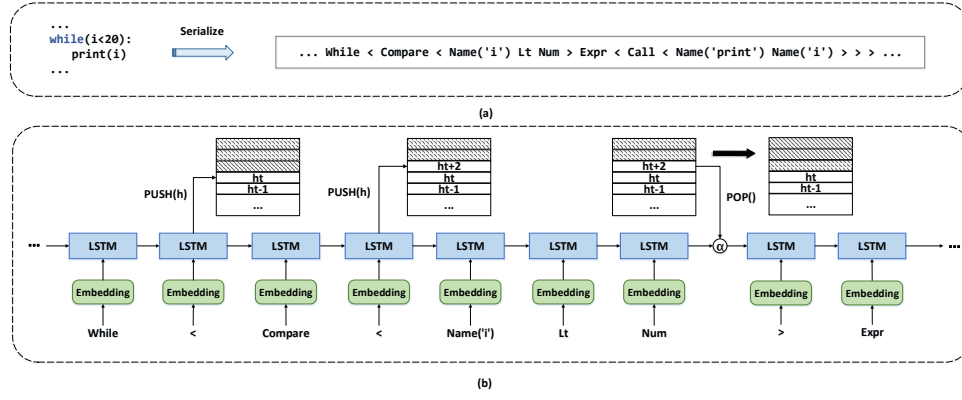 ...
while(i<20):
print(i)
...
Serialize
... While < Compare < Name('i') Lt Num > Expr < Call < Name('print') Name('i') > > > ...
(a)
PUSH(h)
ht
ht-1
...
PUSH(h)
ht+2
ht
ht-1
...
ht+2
ht
ht-1
...
POP()
ht
ht-1
...
... LSTM LSTM LSTM LSTM LSTM LSTM LSTM α LSTM LSTM ...
Embedding Embedding Embedding Embedding Embedding Embedding Embedding Embedding Embedding
While < Compare < Name('i') Lt Num > Expr
(b)